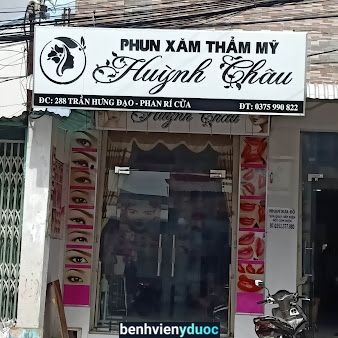 PHUN XĂM THẨM MỸ
Huỳnh Châu
ĐC: 288 TRẦN HƯNG ĐẠO - PHAN RÍ CỬA
ĐT: 0375 990 822
Huỳnh Châu
benhvienyduoc